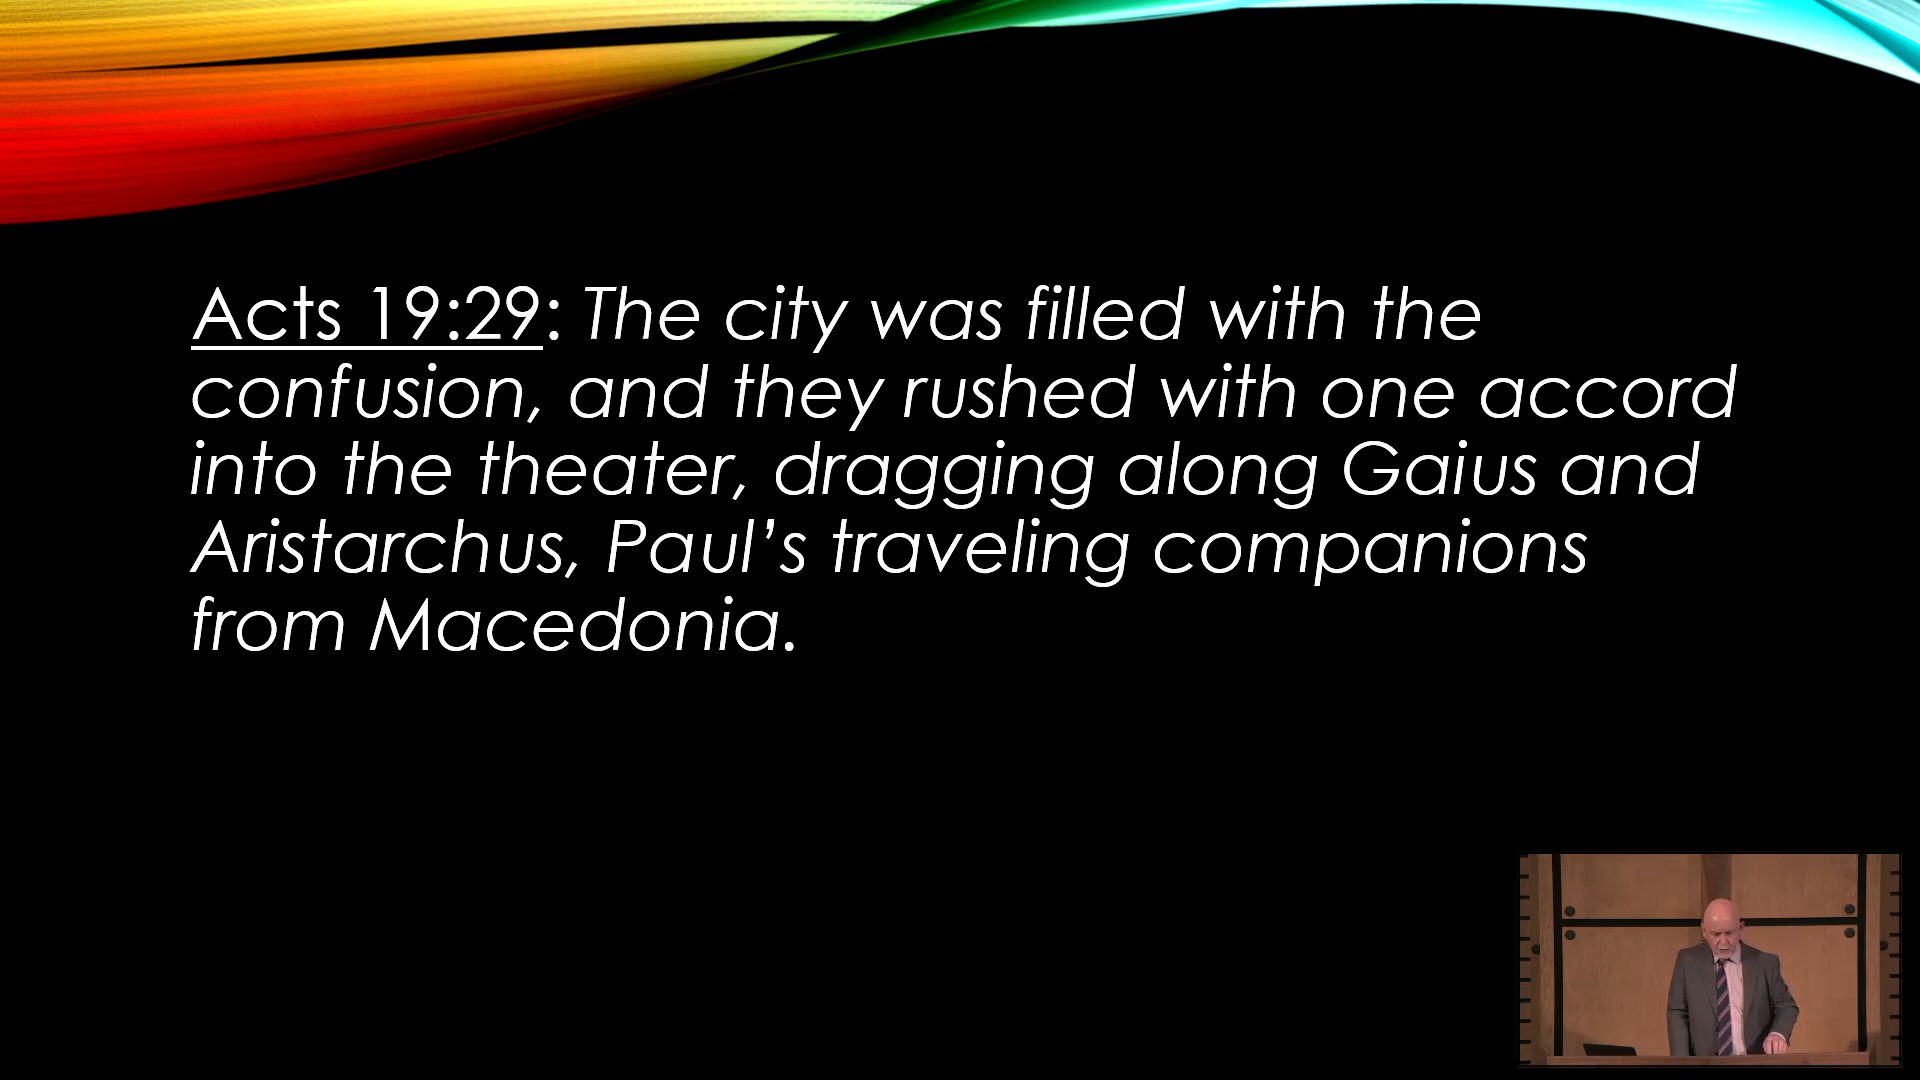 Acts 19:29: The city was filled with the
confusion, and they rushed with one accord
into the theater, dragging along Gaius and
Aristarchus, Paul’s traveling companions
from Macedonia.